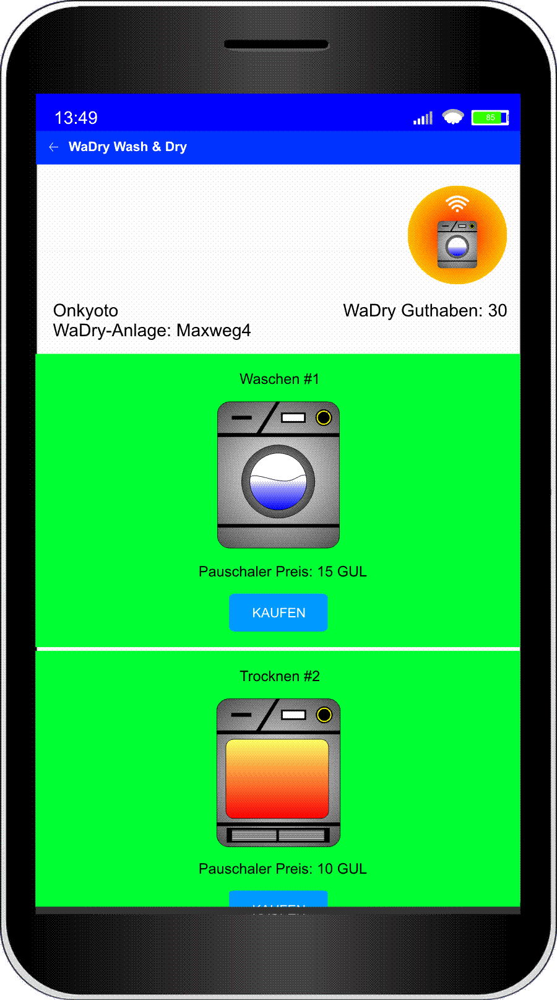 13:49
85
WaDry Wash & Dry
Onkyoto
WaDry Guthaben: 30
WaDry-Anlage: Maxweg4
Waschen #1
Pauschaler Preis: 15 GUL
KAUFEN
Trocknen #2
Pauschaler Preis: 10 GUL
KAUFEN